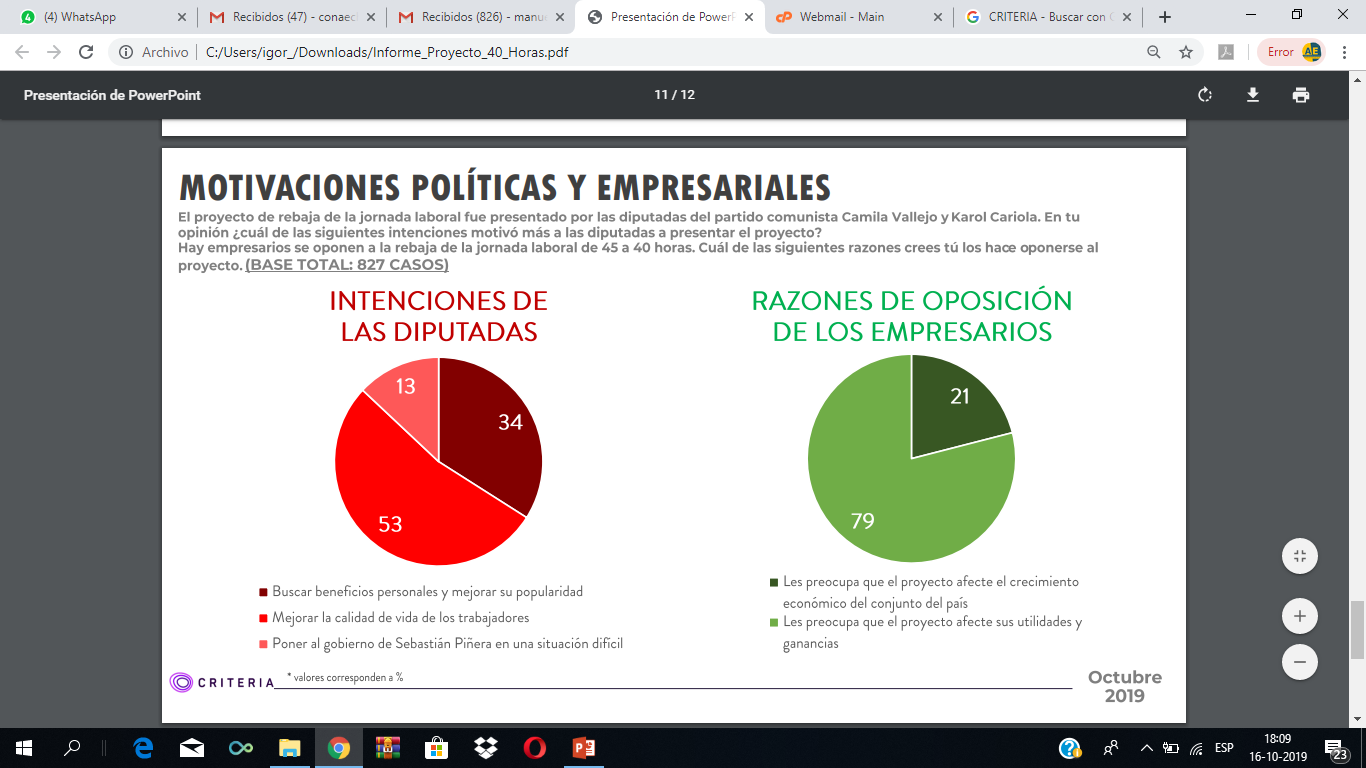 (4) WhatsApp
Recibidos (47) - conaec
Recibidos (826) - manu
Presentación de PowerP
Webmail - Main
CRITERIA - Buscar con G
Archivo
C:/Users/igor_/Downloads/Informe_Proyecto_40_Horas.pdf
Error
AE
Presentación de PowerPoint
11 / 12
MOTIVACIONES POLÍTICAS Y EMPRESARIALES
El proyecto de rebaja de la jornada laboral fue presentado por las diputadas del partido comunista Camila Vallejo y Karol Cariola. En tu
opinión ¿cuál de las siguientes intenciones motivó más a las diputadas a presentar el proyecto?
Hay empresarios se oponen a la rebaja de la jornada laboral de 45 a 40 horas. Cuál de las siguientes razones crees tú los hace oponerse al
proyecto. (BASE TOTAL: 827 CASOS)
INTENCIONES DE
LAS DIPUTADAS
13
34
53
Buscar beneficios personales y mejorar su popularidad
Mejorar la calidad de vida de los trabajadores
Poner al gobierno de Sebastián Piñera en una situación difícil
RAZONES DE OPOSICIÓN
DE LOS EMPRESARIOS
21
79
Les preocupa que el proyecto afecte el crecimiento
económico del conjunto del país
Les preocupa que el proyecto afecte sus utilidades y
ganancias
CRITERIA
* valores corresponden a %
Octubre
2019
ESP
18:09
16-10-2019
23